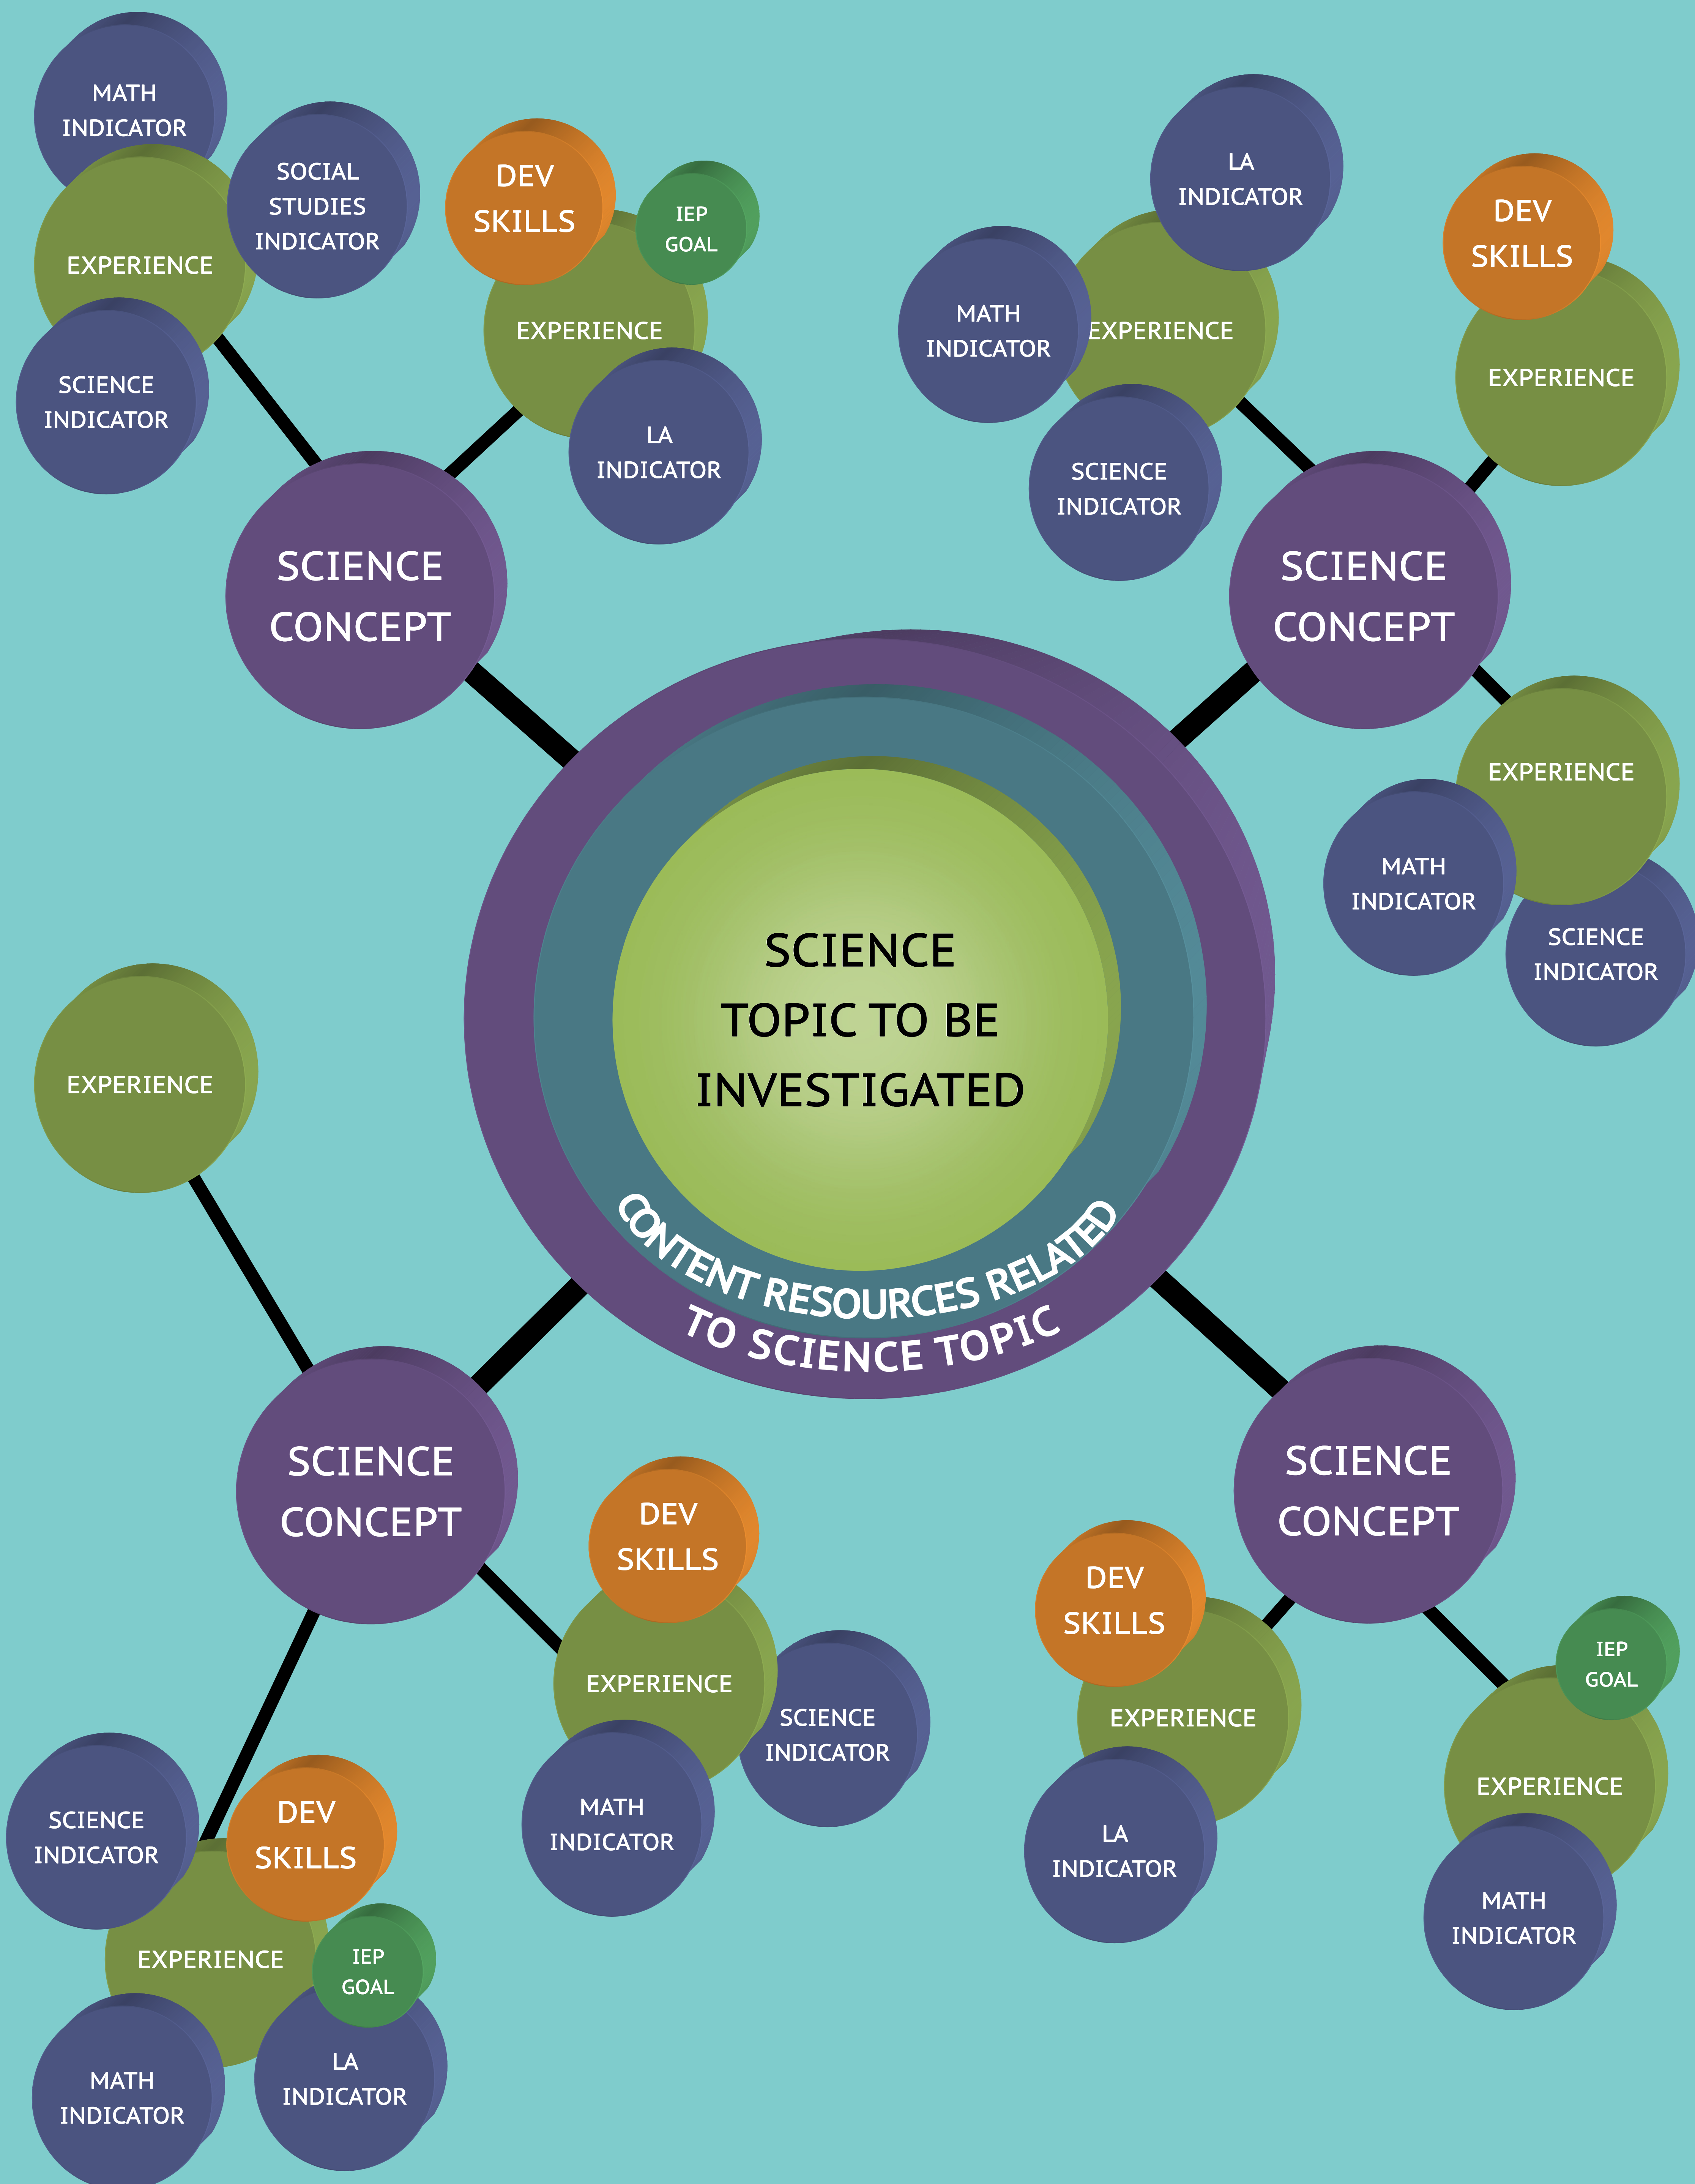 MATH
INDICATOR
SOCIAL
STUDIES
INDICATOR
EXPERIENCE
SCIENCE
INDICATOR
DEV
SKILLS
IEP
GOAL
EXPERIENCE
LA
INDICATOR
SCIENCE
CONCEPT
LA
INDICATOR
MATH
INDICATOR
EXPERIENCE
SCIENCE
INDICATOR
DEV
SKILLS
EXPERIENCE
SCIENCE
CONCEPT
EXPERIENCE
MATH
INDICATOR
SCIENCE
INDICATOR
SCIENCE
TOPIC TO BE
INVESTIGATED
CONTENT RESOURCES RELATED
TO SCIENCE TOPIC
EXPERIENCE
SCIENCE
CONCEPT
DEV
SKILLS
EXPERIENCE
SCIENCE
INDICATOR
MATH
INDICATOR
SCIENCE
INDICATOR
DEV
SKILLS
EXPERIENCE
IEP
GOAL
MATH
INDICATOR
LA
INDICATOR
SCIENCE
CONCEPT
DEV
SKILLS
EXPERIENCE
LA
INDICATOR
IEP
GOAL
EXPERIENCE
MATH
INDICATOR